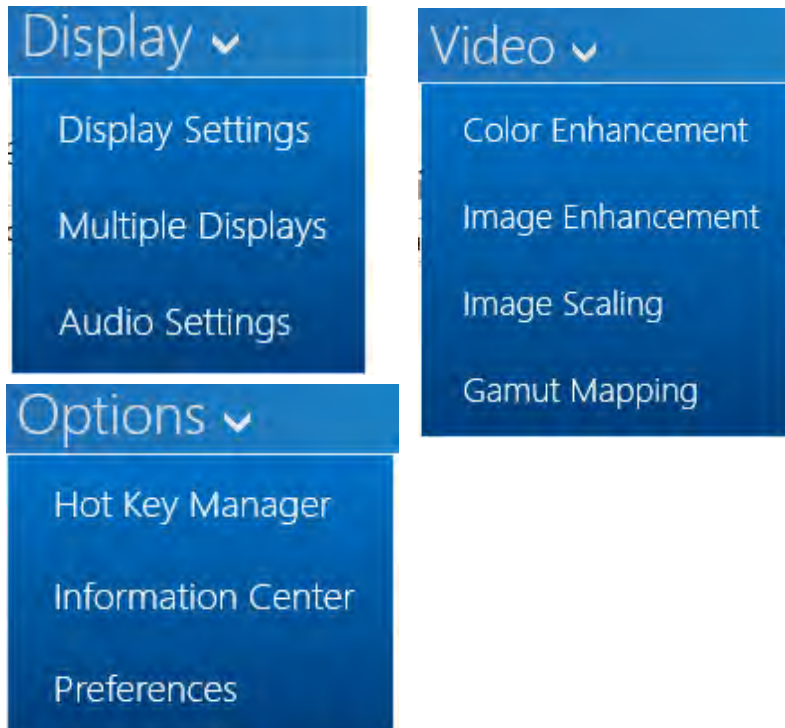 Display
Display Settings
Multiple Displays
Audio Settings
Video
Color Enhancement
Image Enhancement
Image Scaling
Gamut Mapping
Options
Hot Key Manager
Information Center
Preferences